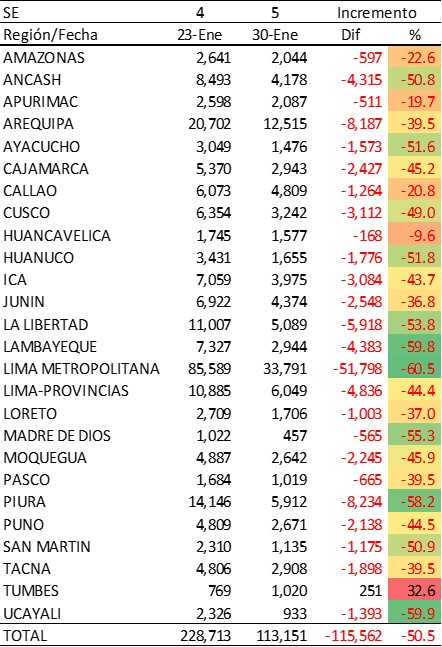 SE 4 5 Incremento
Región/Fecha 23-Ene 30-Ene Dif %
AMAZONAS 2,641 2,044 -597 -22.6
ANCASH 8,493 4,178 -4,315 -50.8
APURIMAC 2,598 2,087 -511 -19.7
AREQUIPA 20,702 12,515 -8,187 -39.5
AYACUCHO 3,049 1,476 -1,573 -51.6
CAJAMARCA 5,370 2,943 -2,427 -45.2
CALLAO 6,073 4,809 -1,264 -20.8
CUSCO 6,354 3,242 -3,112 -49.0
HUANCAVELICA 1,745 1,577 -168 -9.6
HUANUCO 3,431 1,655 -1,776 -51.8
ICA 7,059 3,975 -3,084 -43.7
JUNIN 6,922 4,374 -2,548 -36.8
LA LIBERTAD 11,007 5,089 -5,918 -53.8
LAMBAYEQUE 7,327 2,944 -4,383 -59.8
LIMA METROPOLITANA 85,589 33,791 -51,798 -60.5
LIMA-PROVINCIAS 10,885 6,049 -4,836 -44.4
LORETO 2,709 1,706 -1,003 -37.0
MADRE DE DIOS 1,022 457 -565 -55.3
MOQUEGUA 4,887 2,642 -2,245 -45.9
PASCO 1,684 1,019 -665 -39.5
PIURA 14,146 5,912 -8,234 -58.2
PUNO 4,809 2,671 -2,138 -44.5
SAN MARTIN 2,310 1,135 -1,175 -50.9
TACNA 4,806 2,908 -1,898 -39.5
TUMBES 769 1,020 251 32.6
UCAYALI 2,326 933 -1,393 -59.9
TOTAL 228,713 113,151 -115,562 -50.5